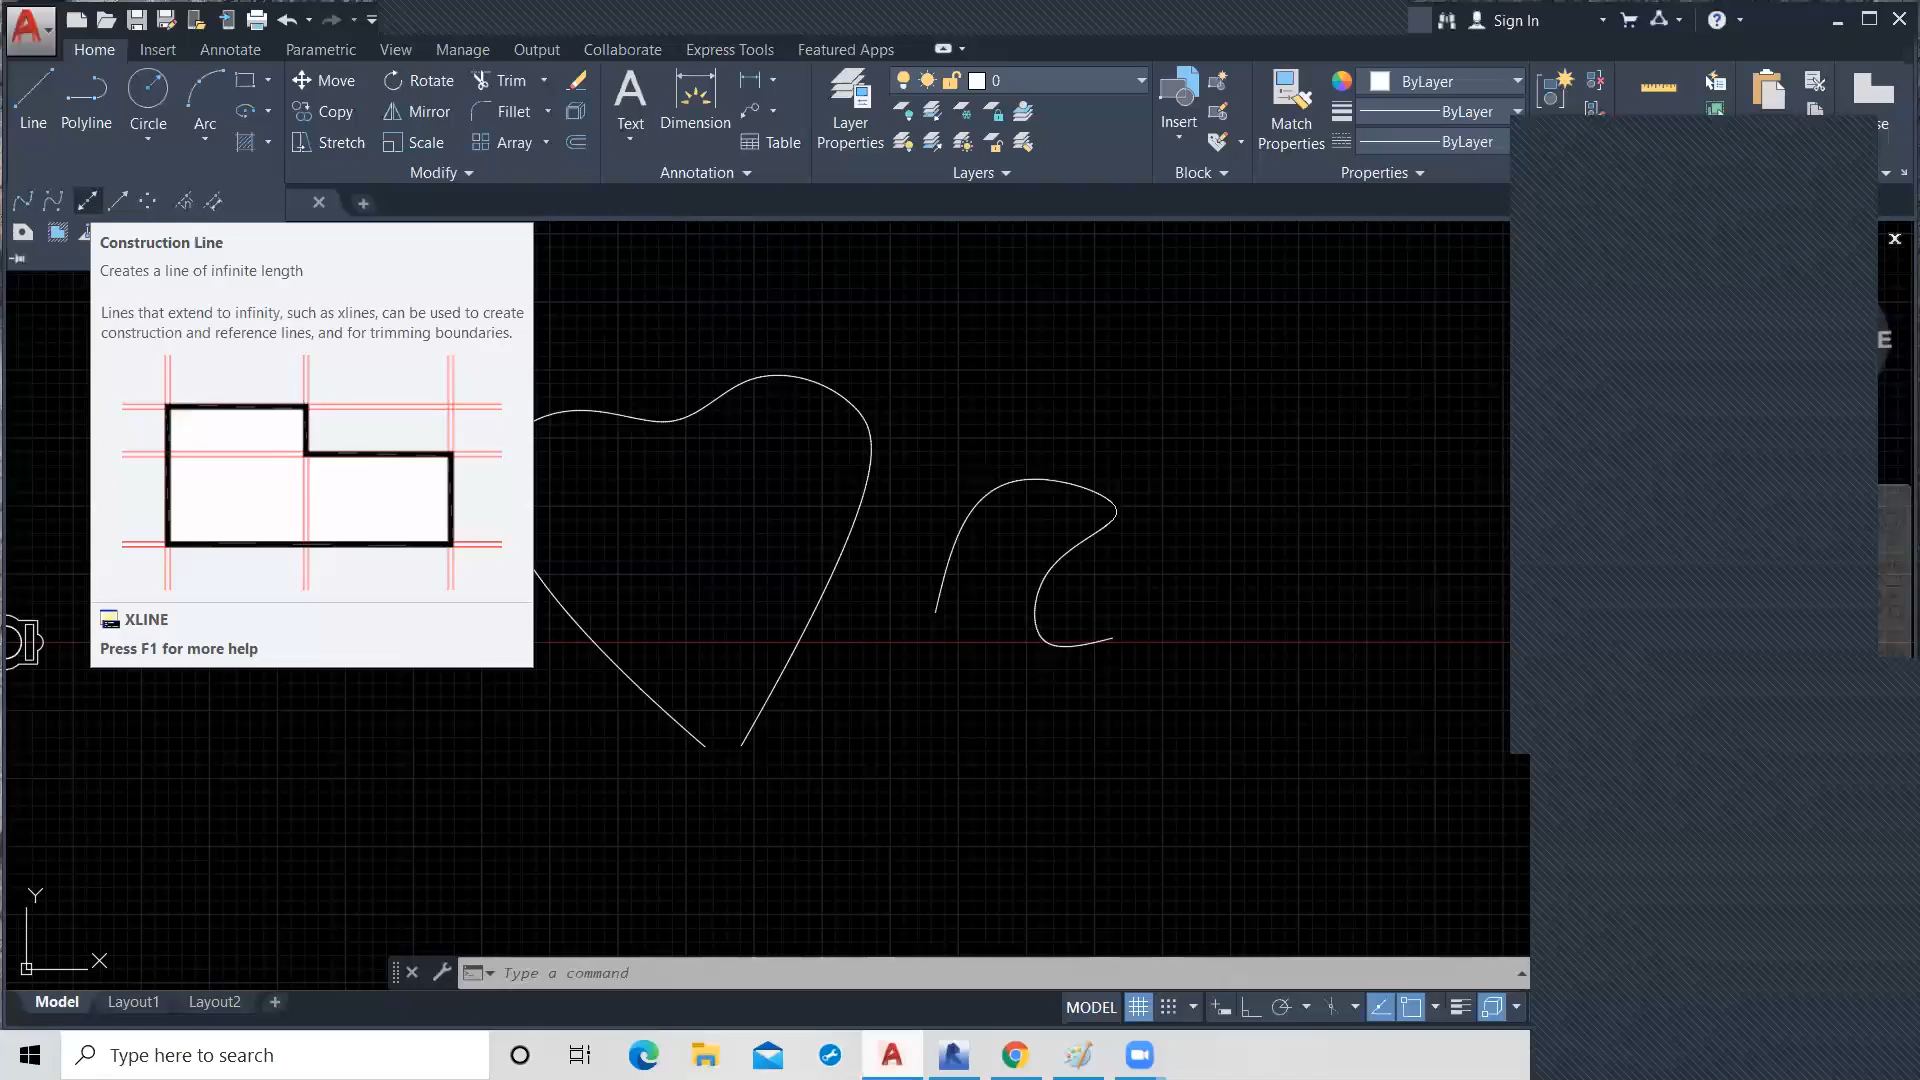 Sign In
Home Insert Annotate Parametric View Manage Output Collaborate Express Tools Featured Apps
Line Polyline Circle Arc
Move Rotate Trim
Copy Mirror Fillet
Stretch Scale Array
Modify
Text Dimension Table
Annotation
Layer Properties
0
Layers
Insert
Block
Match Properties
ByLayer
ByLayer
ByLayer
Properties
se
Construction Line
Creates a line of infinite length
Lines that extend to infinity, such as xlines, can be used to create
construction and reference lines, and for trimming boundaries.
XLINE
Press F1 for more help
E
Y
X
Type a command
Model Layout1 Layout2
MODEL
Type here to search